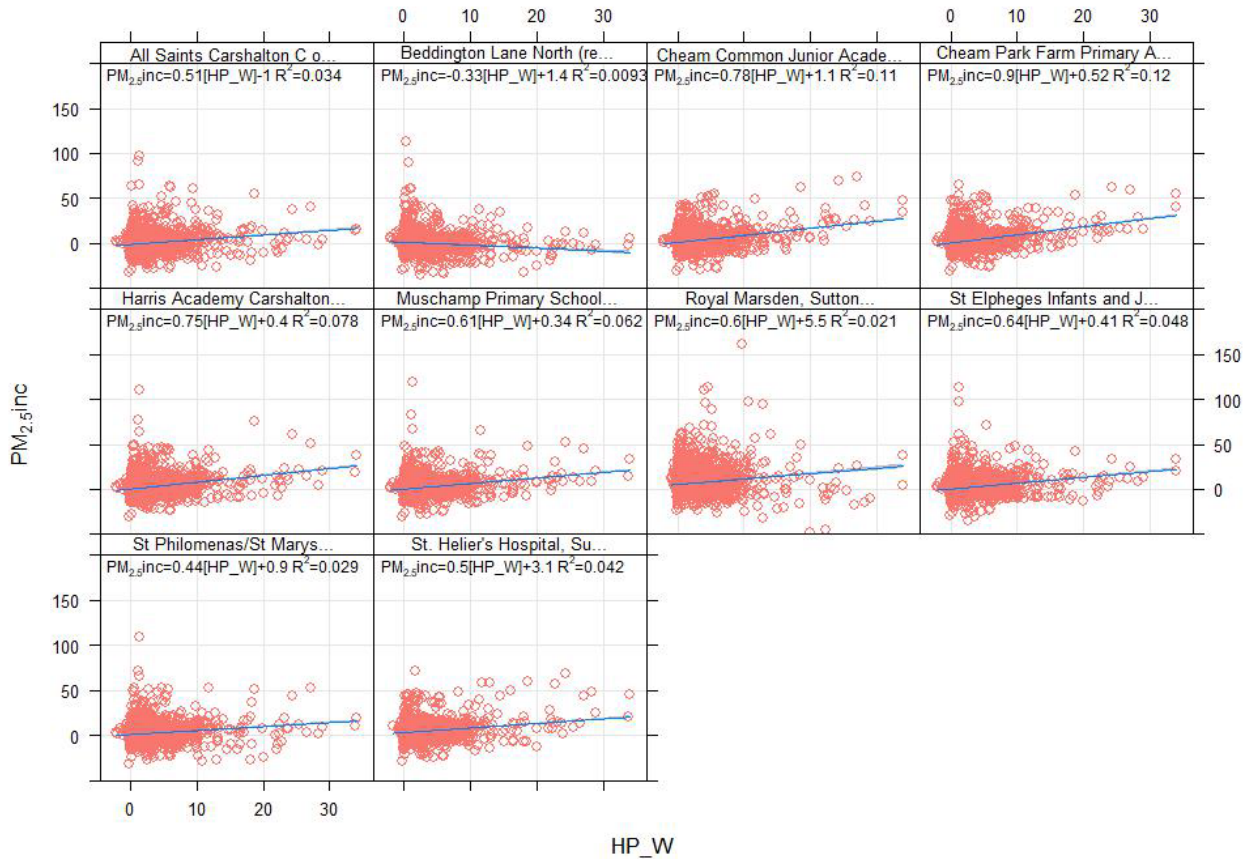 0 10 20 30 0 10 20 30
All Saints Carshalton C o... Beddington Lane North (re... Cheam Common Junior Acade... Cheam Park Farm Primary A...
PM2.5inc=0.51[HP_W]-1 R2=0.034 PM2.5inc=-0.33[HP_W]+1.4 R2=0.0093 PM2.5inc=0.78[HP_W]+1.1 R2=0.11 PM2.5inc=0.9[HP_W]+0.52 R2=0.12
150
100
50
0
Harris Academy Carshalton... Muschamp Primary School... Royal Marsden, Sutton... St Elpheges Infants and J...
PM2.5inc=0.75[HP_W]+0.4 R2=0.078 PM2.5inc=0.61[HP_W]+0.34 R2=0.062 PM2.5inc=0.6[HP_W]+5.5 R2=0.021 PM2.5inc=0.64[HP_W]+0.41 R2=0.048
150
100
50
0
PM2.5inc
St Philomenas/St Marys... St. Helier's Hospital, Su...
PM2.5inc=0.44[HP_W]+0.9 R2=0.029 PM2.5inc=0.5[HP_W]+3.1 R2=0.042
150
100
50
0
0 10 20 30 0 10 20 30
HP_W